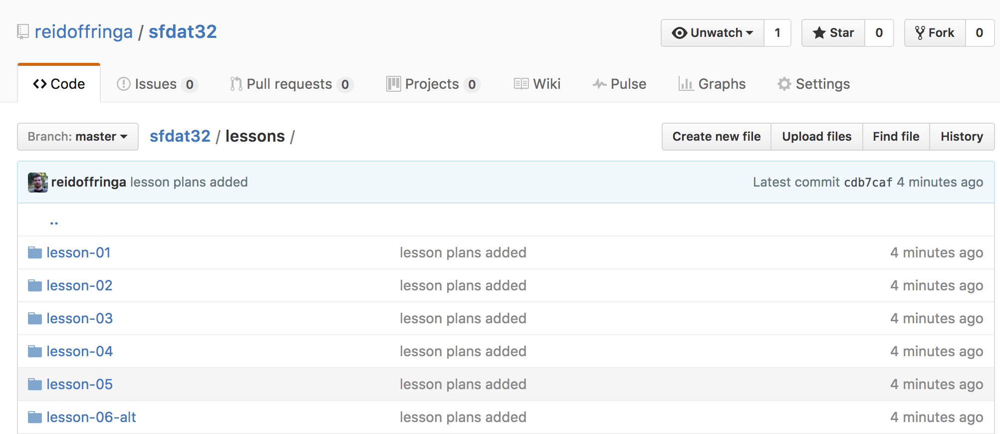 reidoffringa / sfdat32
Unwatch 1 Star 0 Fork 0
Code Issues 0 Pull requests 0 Projects 0 Wiki Pulse Graphs Settings
Branch: master sfdat32 / lessons / Create new file Upload files Find file History
reidoffringa lesson plans added Latest commit cdb7caf 4 minutes ago
..
lesson-01 lesson plans added 4 minutes ago
lesson-02 lesson plans added 4 minutes ago
lesson-03 lesson plans added 4 minutes ago
lesson-04 lesson plans added 4 minutes ago
lesson-05 lesson plans added 4 minutes ago
lesson-06-alt lesson plans added 4 minutes ago